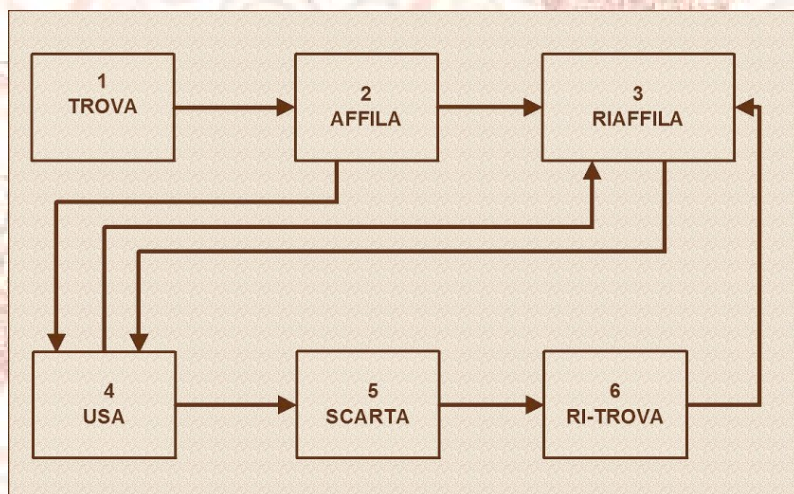 1
TROVA
2
AFFILA
3
RIAFFILA
4
USA
5
SCARTA
6
RI-TROVA